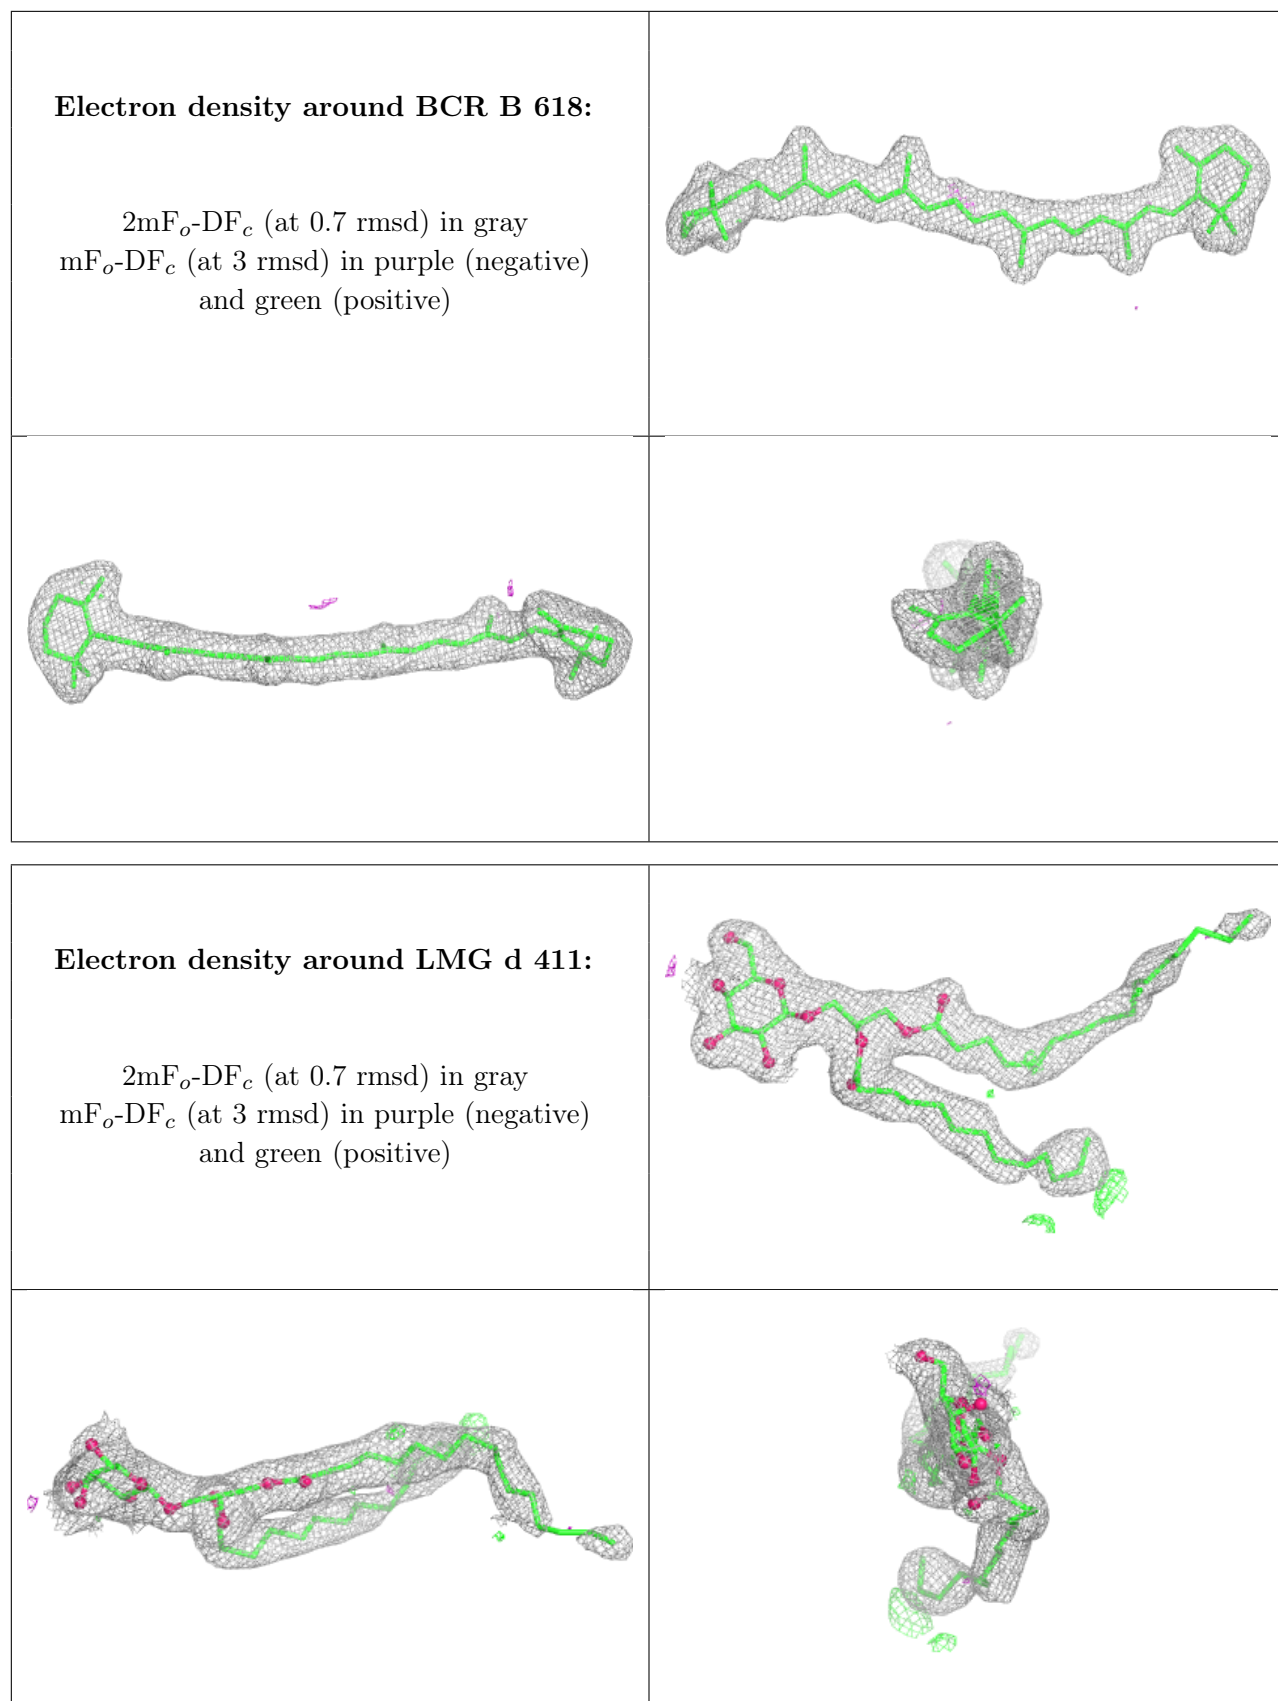 Electron density around BCR B 618:
2mFₒ-DF𝒸 (at 0.7 rmsd) in gray
mFₒ-DF𝒸 (at 3 rmsd) in purple (negative)
and green (positive)
Electron density around LMG d 411:
2mFₒ-DF𝒸 (at 0.7 rmsd) in gray
mFₒ-DF𝒸 (at 3 rmsd) in purple (negative)
and green (positive)